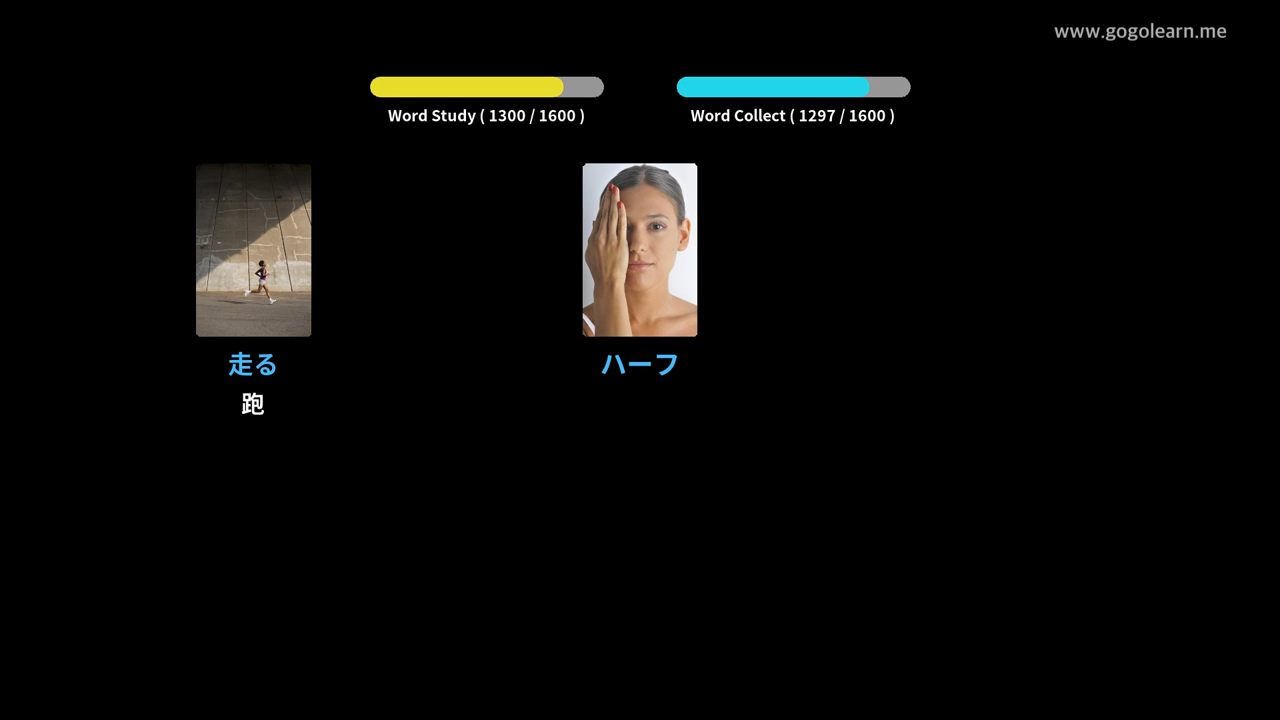 www.gogolearn.me
Word Study ( 1300 / 1600 )
Word Collect ( 1297 / 1600 )
走る
跑
ハーフ